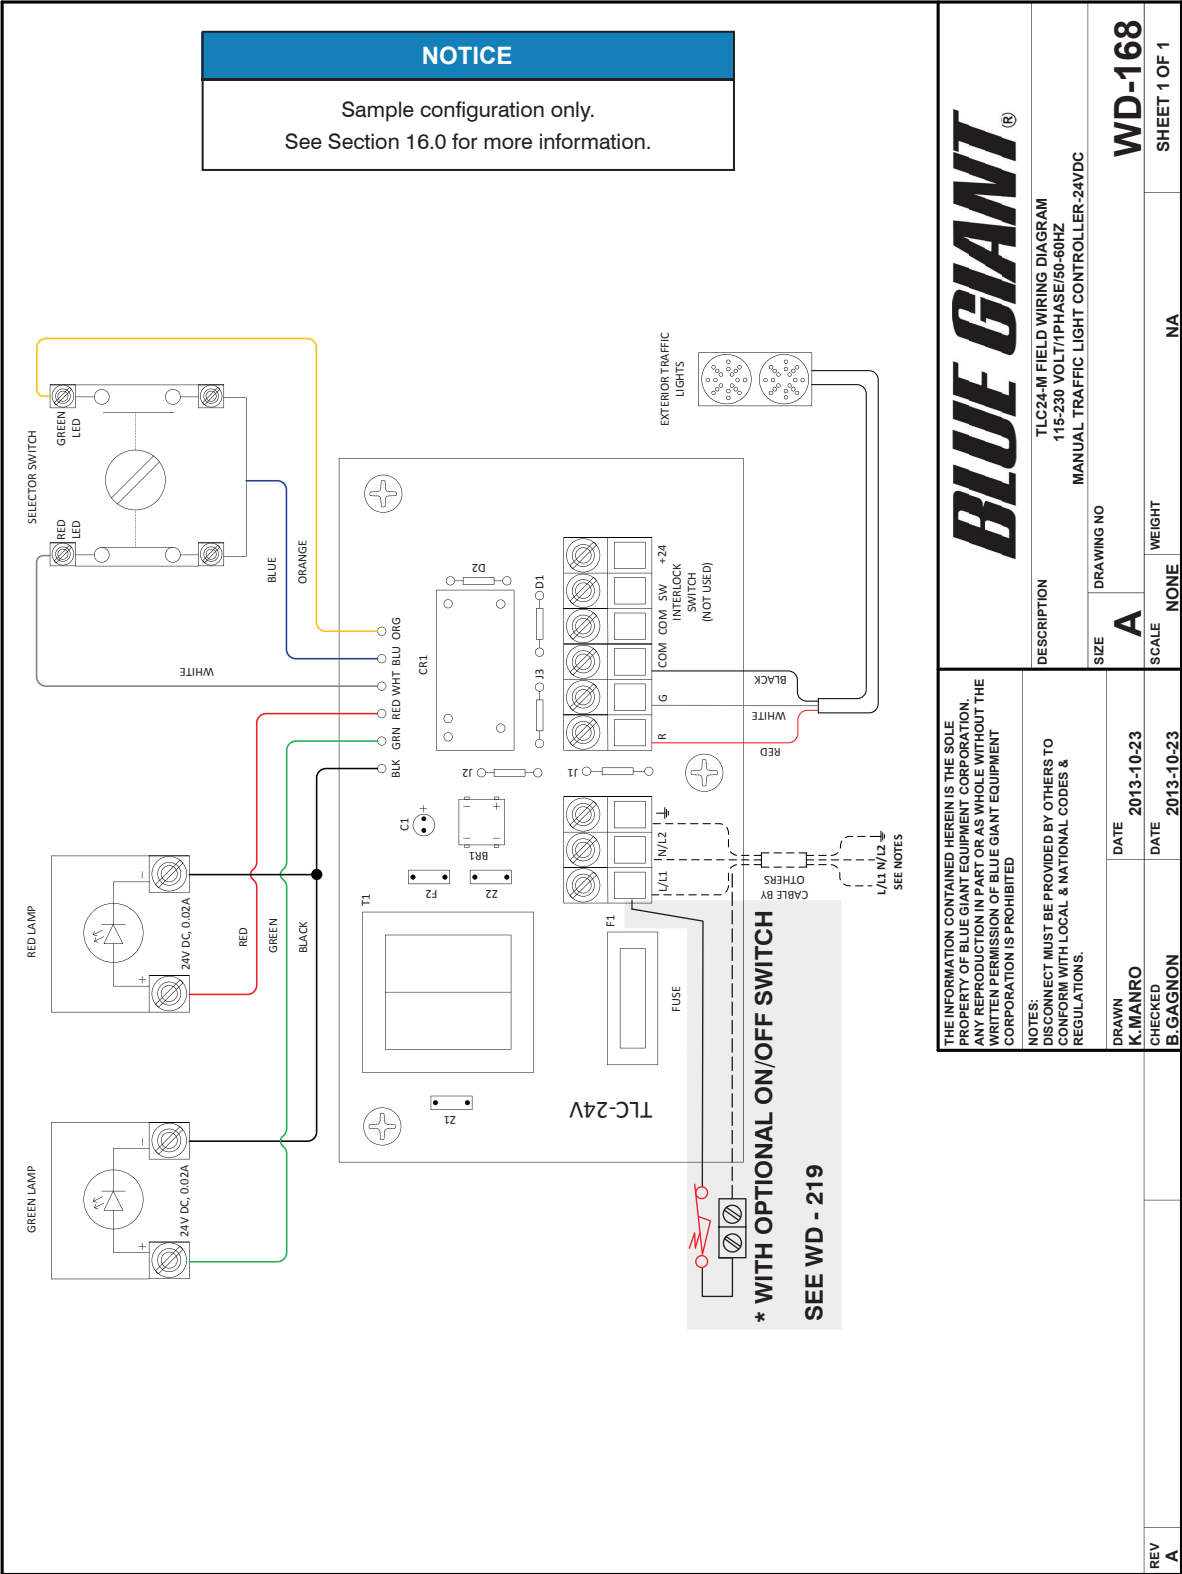 NOTICE
Sample configuration only.
See Section 16.0 for more information.
GREEN LAMP
24V DC, 0.02A
+
−
RED LAMP
24V DC, 0.02A
+
−
SELECTOR SWITCH
RED
LED
GREEN
LED
RED
GREEN
BLACK
WHITE
BLUE
ORANGE
BLK
GRN
RED
WHT
BLU
ORG
T1
Z1
F2
Z2
C1
+
BR1
−
−
−
+
J2
J1
J3
CR1
D2
D1
TLC-24V
F1
FUSE
L/L1
N/L2
R
G
COM
COM
SW
+24
INTERLOCK
SWITCH
(NOT USED)
RED
WHITE
BLACK
EXTERIOR TRAFFIC
LIGHTS
CABLE BY
OTHERS
L/L1
N/L2
SEE NOTES
* WITH OPTIONAL ON/OFF SWITCH
SEE WD - 219
THE INFORMATION CONTAINED HEREIN IS THE SOLE
PROPERTY OF BLUE GIANT EQUIPMENT CORPORATION.
ANY REPRODUCTION IN PART OR AS WHOLE WITHOUT THE
WRITTEN PERMISSION OF BLUE GIANT EQUIPMENT
CORPORATION IS PROHIBITED
NOTES:
DISCONNECT MUST BE PROVIDED BY OTHERS TO
CONFORM WITH LOCAL & NATIONAL CODES &
REGULATIONS.
DRAWN
K.MANRO
DATE
2013-10-23
CHECKED
B.GAGNON
DATE
2013-10-23
BLUE GIANT ®
DESCRIPTION
TLC24-M FIELD WIRING DIAGRAM
115-230 VOLT/1PHASE/50-60HZ
MANUAL TRAFFIC LIGHT CONTROLLER-24VDC
SIZE
A
DRAWING NO
WD-168
SCALE
NONE
WEIGHT
NA
SHEET 1 OF 1
REV
A